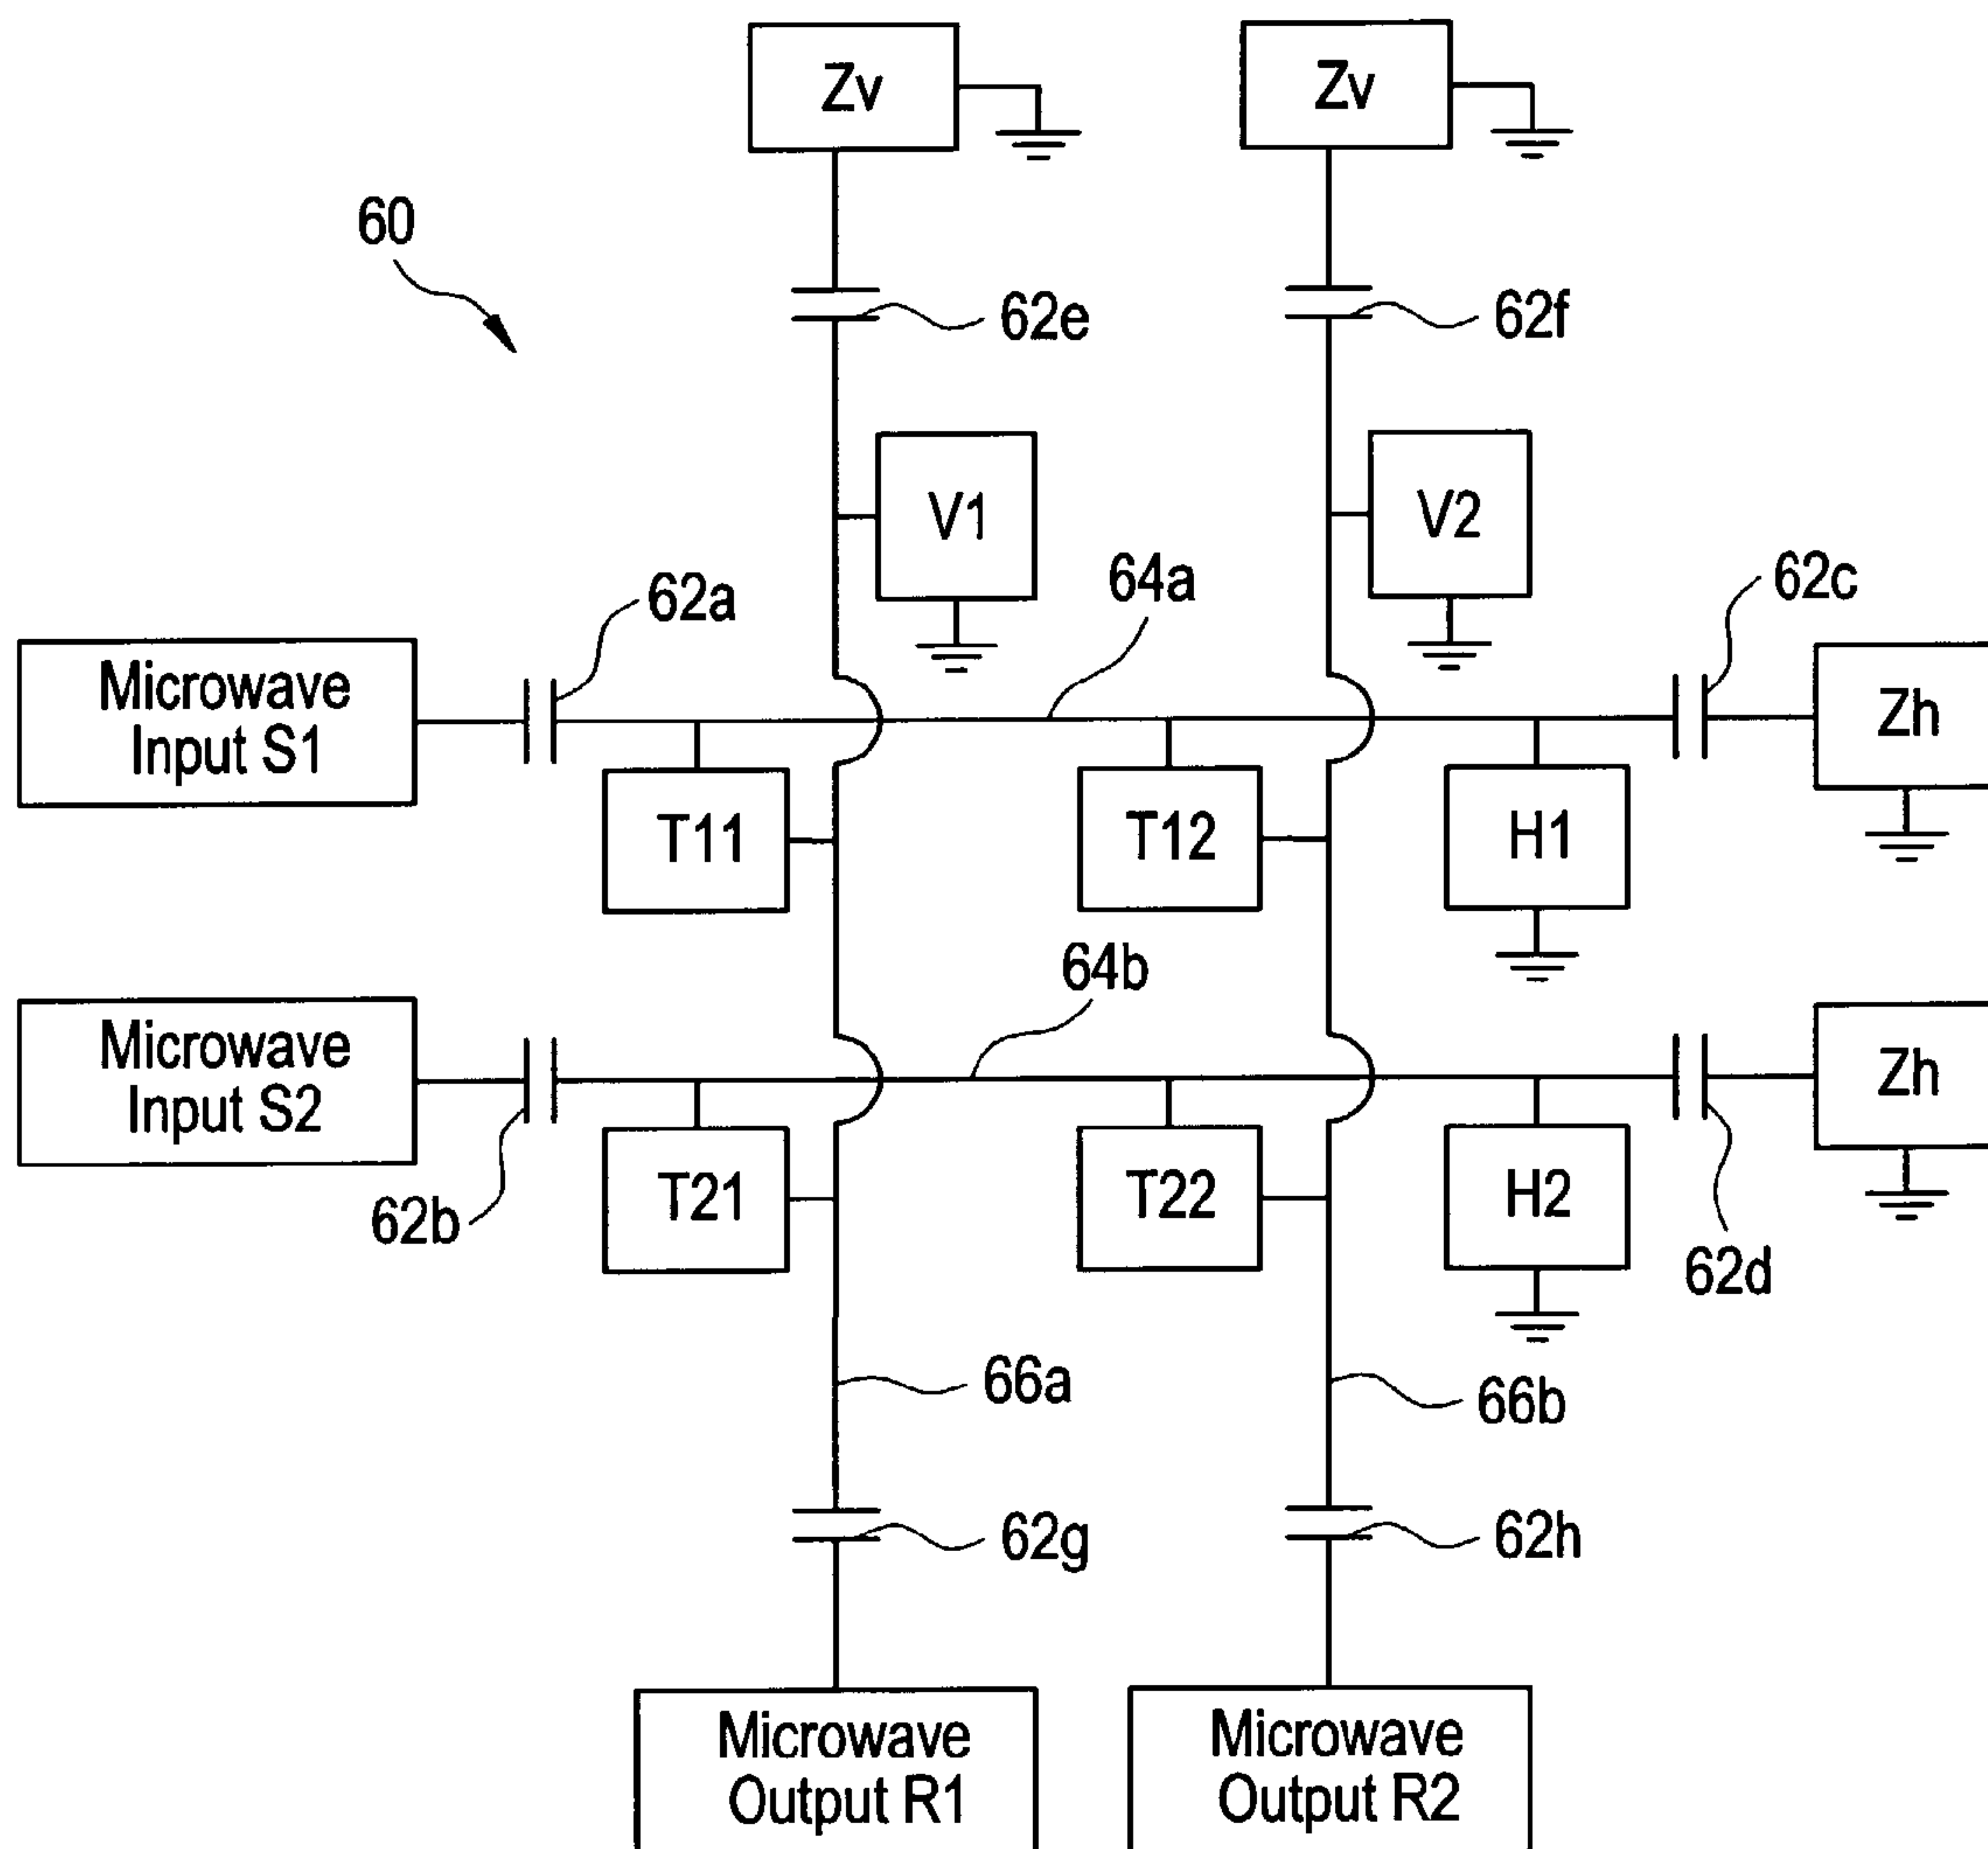 Zv
Zv
60
62e
62f
V1
V2
64a
62c
62a
Microwave
Input S1
Zh
T11
T12
H1
64b
Microwave
Input S2
Zh
T21
T22
H2
62b
62d
66a
66b
62g
62h
Microwave
Output R1
Microwave
Output R2